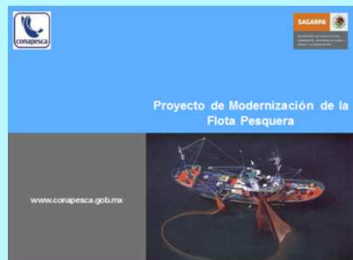 conapesca
SAGARPA
Proyecto de Modernización de la
Flota Pesquera
www.conapesca.gob.mx